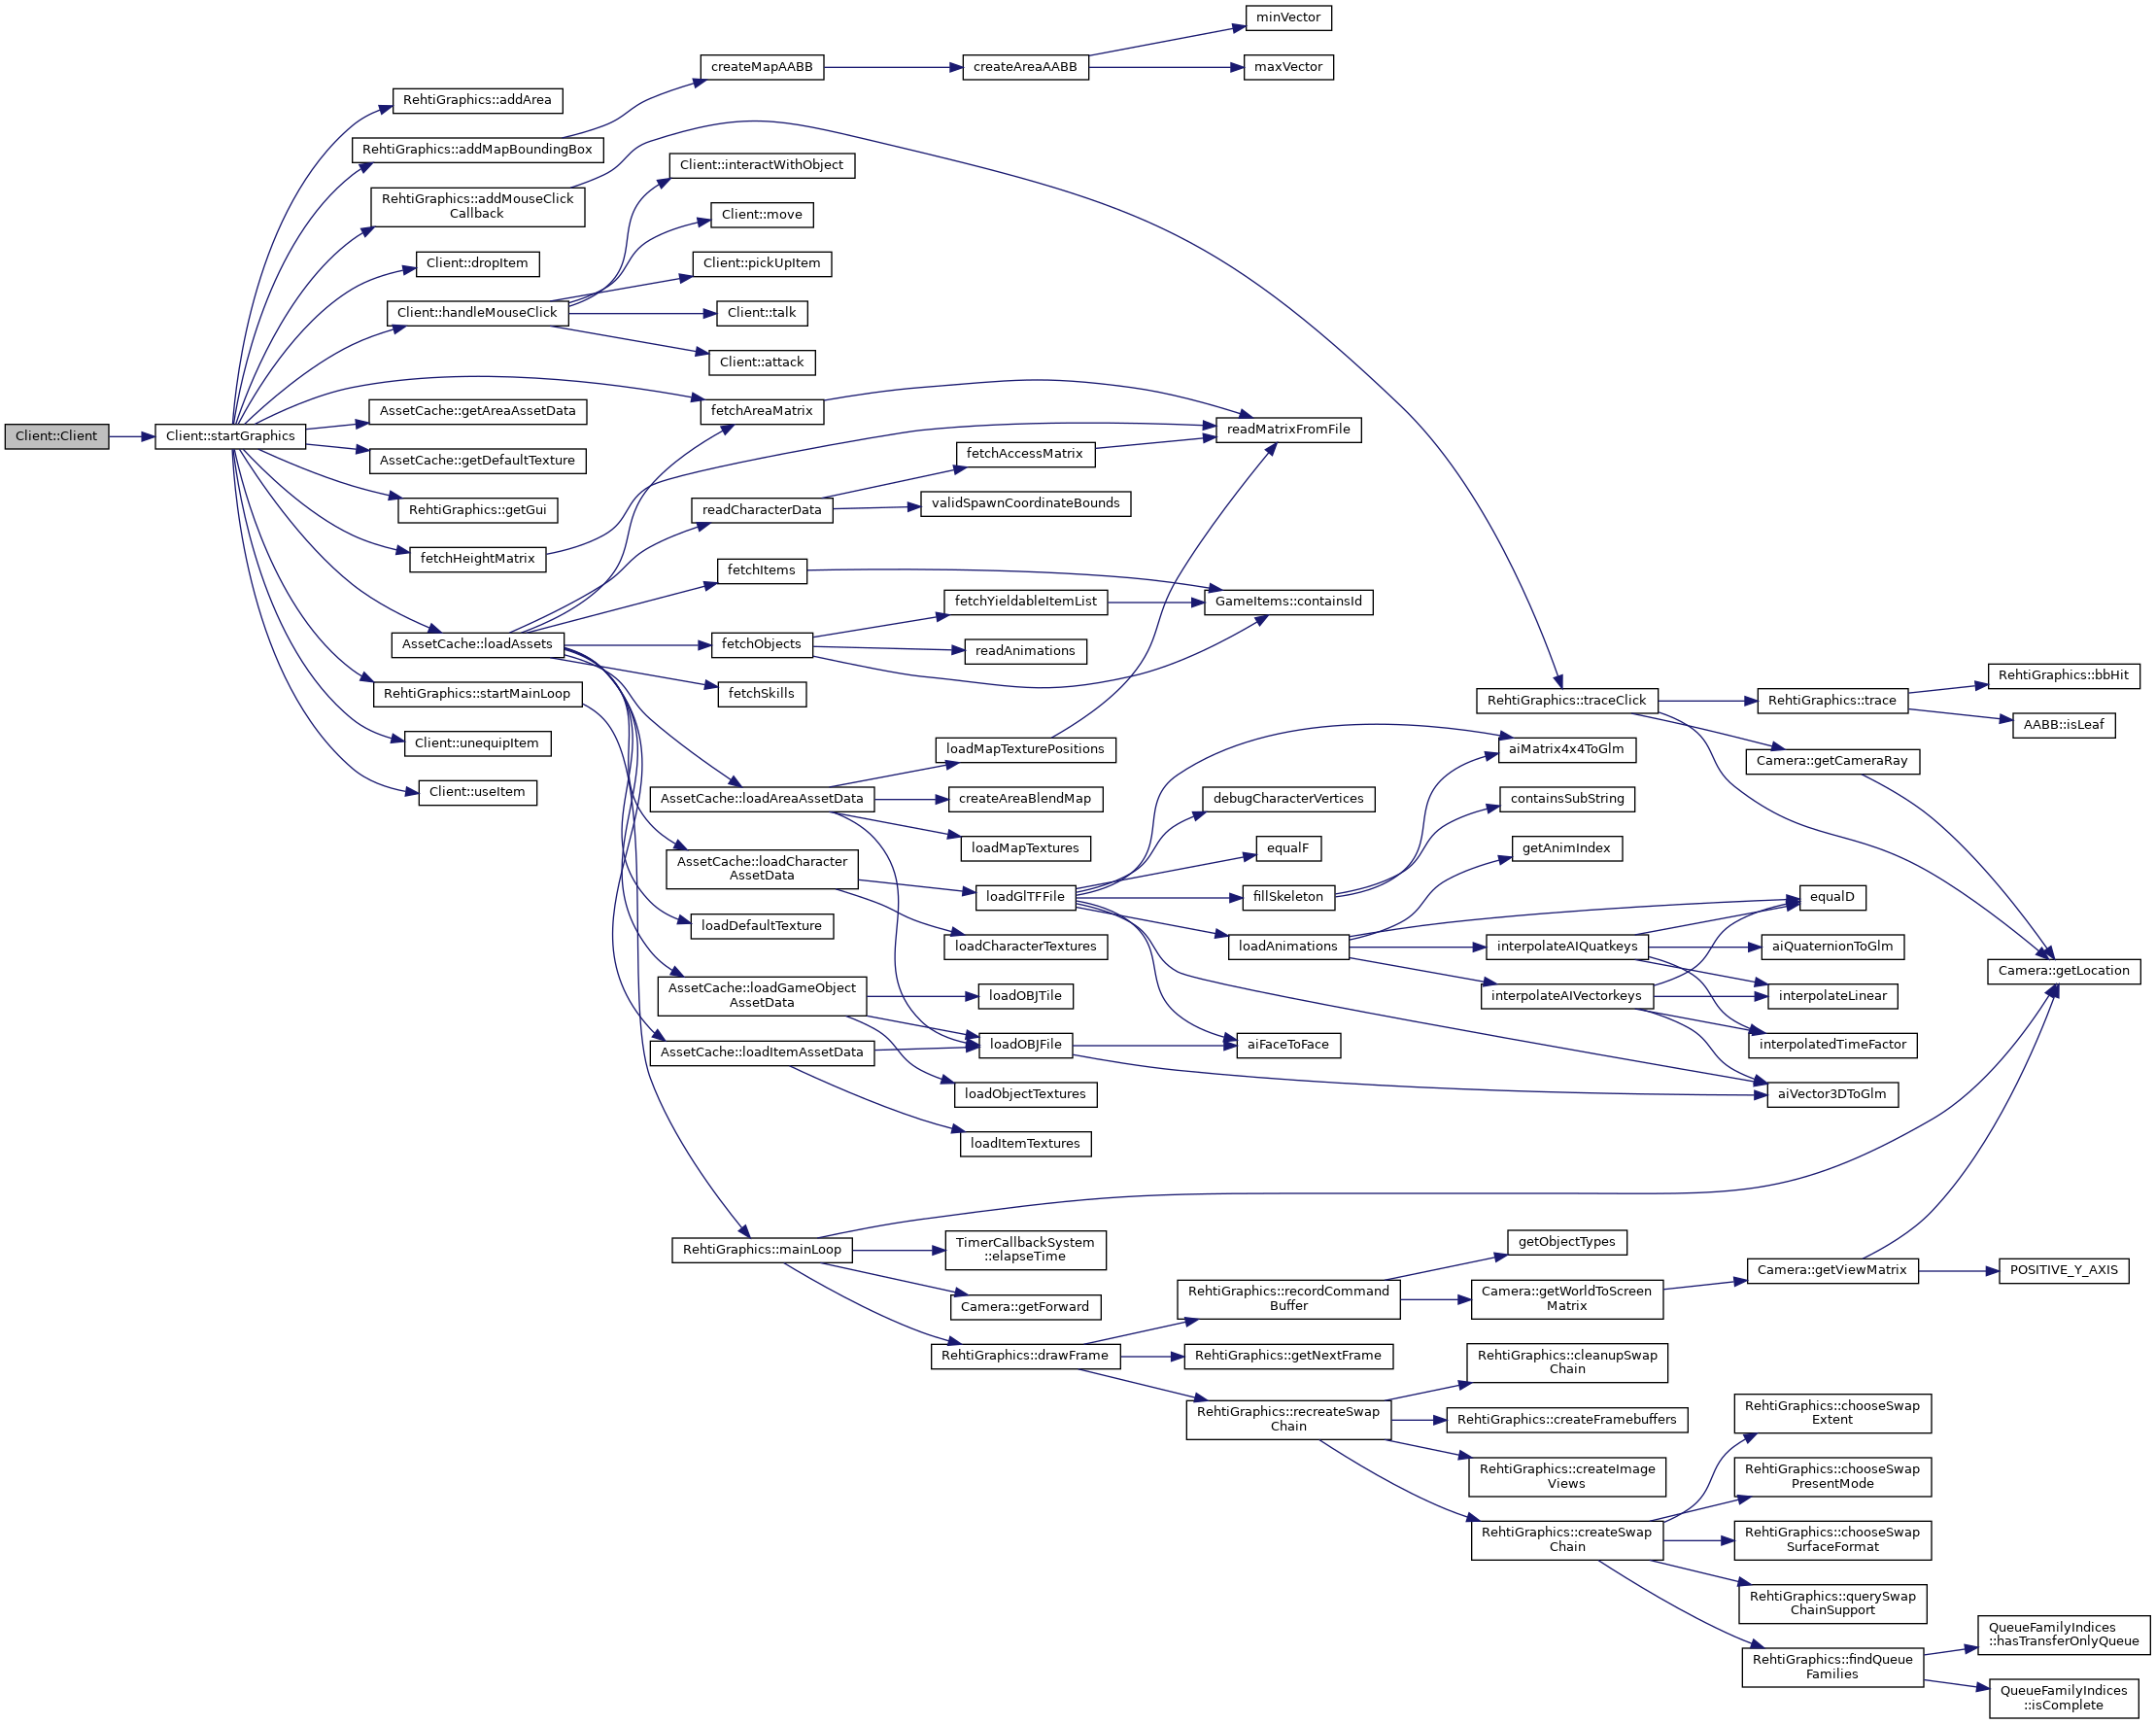 minVector
createMapAABB
createAreaAABB
maxVector
RehtiGraphics::addArea
RehtiGraphics::addMapBoundingBox
Client::interactWithObject
RehtiGraphics::addMouseClick
Callback
Client::move
Client::dropItem
Client::pickUpItem
Client::handleMouseClick
Client::talk
Client::attack
AssetCache::getAreaAssetData
fetchAreaMatrix
readMatrixFromFile
Client::Client
Client::startGraphics
fetchAccessMatrix
AssetCache::getDefaultTexture
validSpawnCoordinateBounds
RehtiGraphics::getGui
readCharacterData
fetchHeightMatrix
fetchItems
fetchYieldableItemList
GameItems::containsId
AssetCache::loadAssets
fetchObjects
readAnimations
RehtiGraphics::bbHit
RehtiGraphics::startMainLoop
fetchSkills
RehtiGraphics::traceClick
RehtiGraphics::trace
AABB::isLeaf
Client::unequipItem
loadMapTexturePositions
aiMatrix4x4ToGlm
Camera::getCameraRay
Client::useItem
AssetCache::loadAreaAssetData
createAreaBlendMap
debugCharacterVertices
containsSubString
loadMapTextures
equalF
getAnimIndex
AssetCache::loadCharacter
AssetData
loadGlTFFile
fillSkeleton
equalD
loadDefaultTexture
loadCharacterTextures
loadAnimations
interpolateAIQuatkeys
aiQuaternionToGlm
Camera::getLocation
AssetCache::loadGameObject
AssetData
loadOBJTile
interpolateAIVectorkeys
interpolateLinear
AssetCache::loadItemAssetData
loadOBJFile
aiFaceToFace
interpolatedTimeFactor
loadObjectTextures
aiVector3DToGlm
loadItemTextures
RehtiGraphics::mainLoop
TimerCallbackSystem
::elapseTime
getObjectTypes
Camera::getViewMatrix
POSITIVE_Y_AXIS
Camera::getForward
RehtiGraphics::recordCommand
Buffer
Camera::getWorldToScreen
Matrix
RehtiGraphics::drawFrame
RehtiGraphics::getNextFrame
RehtiGraphics::cleanupSwap
Chain
RehtiGraphics::recreateSwap
Chain
RehtiGraphics::createFramebuffers
RehtiGraphics::chooseSwap
Extent
RehtiGraphics::createImage
Views
RehtiGraphics::chooseSwap
PresentMode
RehtiGraphics::createSwap
Chain
RehtiGraphics::chooseSwap
SurfaceFormat
RehtiGraphics::querySwap
ChainSupport
RehtiGraphics::findQueue
Families
QueueFamilyIndices
::hasTransferOnlyQueue
QueueFamilyIndices
::isComplete